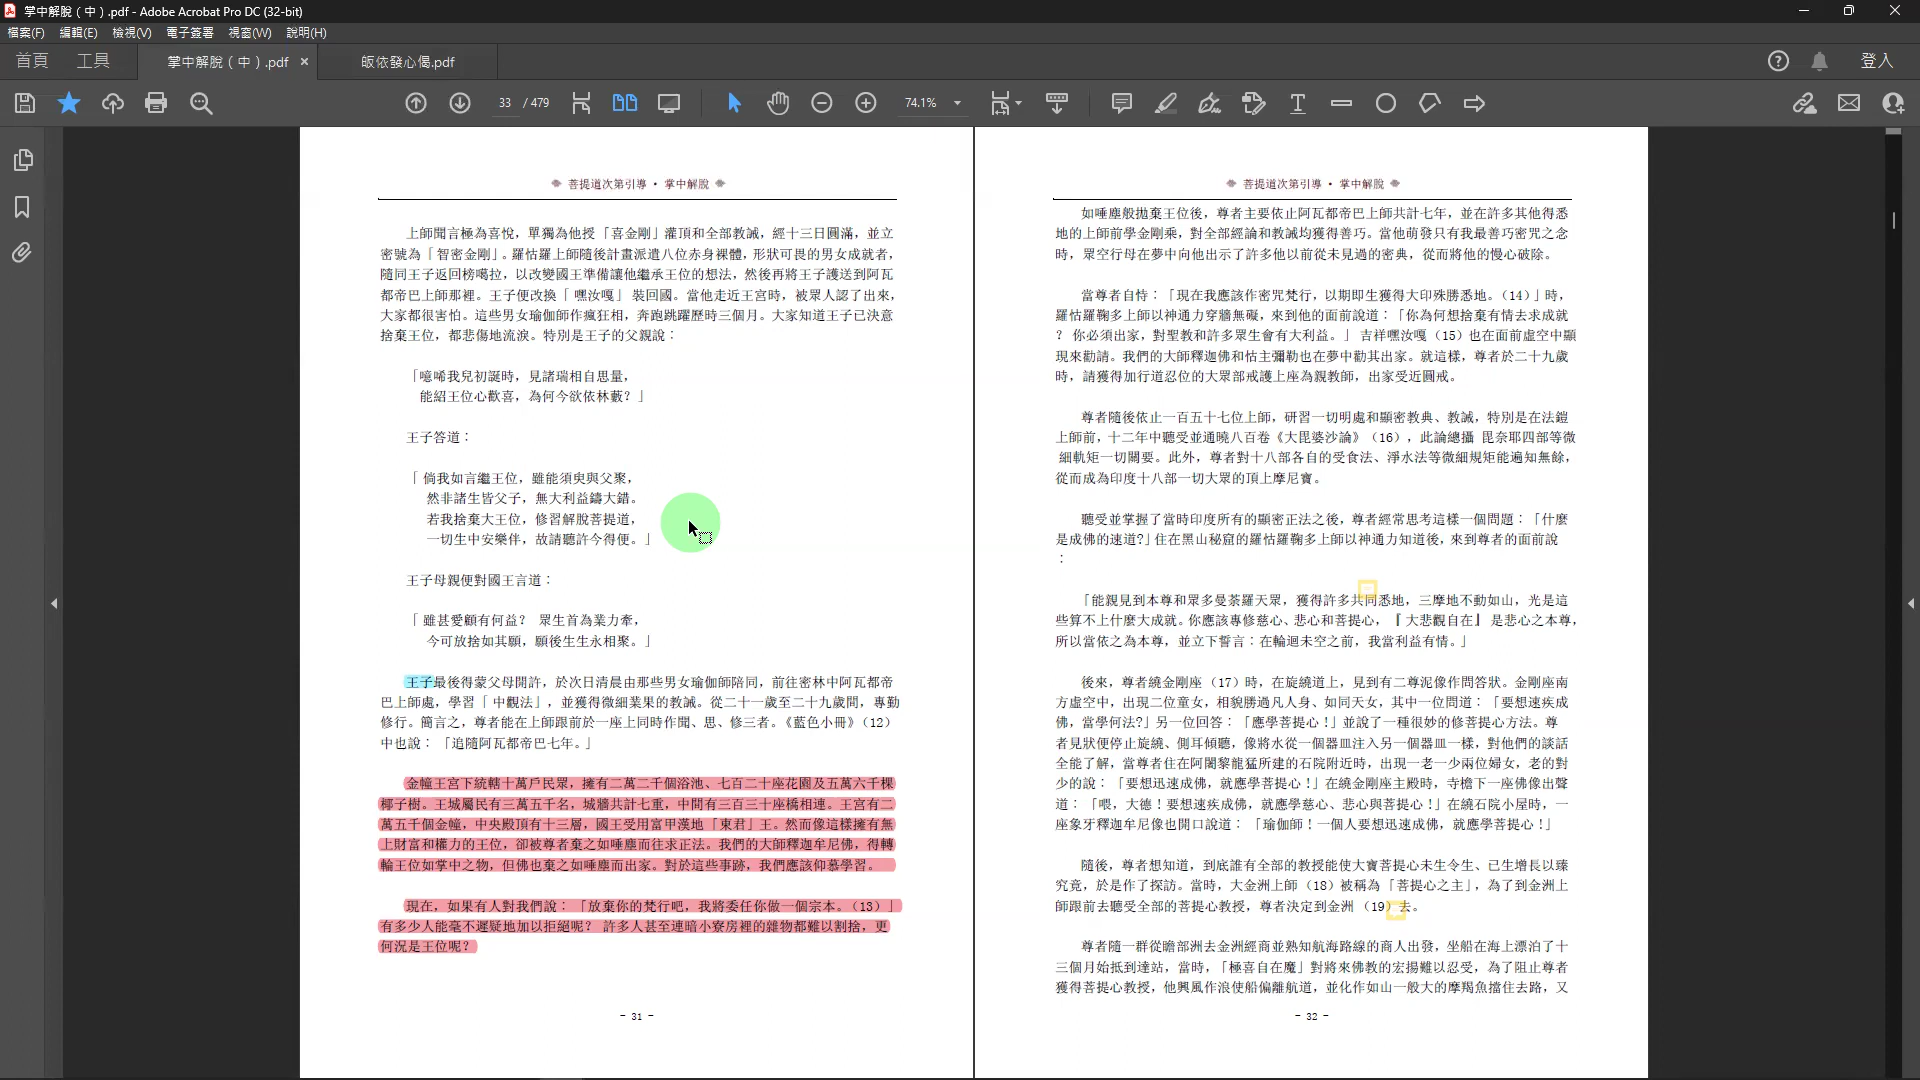 掌中解脫（中）.pdf - Adobe Acrobat Pro DC (32-bit)
檔案(F) 編輯(E) 檢視(V) 電子簽署 視窗(W) 說明(H)
首頁 工具 掌中解脫（中）.pdf × 皈依發心偈.pdf 登入
33 / 479 74.1%
菩提道次第引導・掌中解脫
上師聞言極為喜悅，單獨為他授「喜金剛」灌頂和全部教誡，經十三日圓滿，並立
密號為「智密金剛」。羅怙羅上師隨後計畫派遣八位赤身裸體，形狀可畏的男女成就者，
隨同王子返回榜噶拉，以改變國王準備讓他繼承王位的想法，然後再將王子護送到阿瓦
都帝巴上師那裡。王子便改換「嘿汝嘎」裝回國。當他走近王宮時，被眾人認了出來，
大家都很害怕。這些男女瑜伽師作瘋狂相，奔跑跳躍歷時三個月。大家知道王子已決意
捨棄王位，都悲傷地流淚。特別是王子的父親說：
「噫唏我兒初誕時，見諸瑞相自思量，
能紹王位心歡喜，為何今欲依林藪？」
王子答道：
「倘我如言繼王位，雖能須臾與父聚，
然非諸生皆父子，無大利益鑄大錯。
若我捨棄大王位，修習解脫菩提道，
一切生中安樂伴，故請聽許今得便。」
王子母親便對國王言道：
「雖甚愛顧有何益？ 眾生首為業力牽，
今可放捨如其願，願後生生永相聚。」
王子最後得蒙父母開許，於次日清晨由那些男女瑜伽師陪同，前往密林中阿瓦都帝
巴上師處，學習「中觀法」，並獲得微細業果的教誡。從二十一歲至二十九歲間，專勤
修行。簡言之，尊者能在上師跟前於一座上同時作聞、思、修三者。《藍色小冊》（12）
中也說：「追隨阿瓦都帝巴七年。」
金幢王宮下統轄十萬戶民眾，擁有二萬二千個浴池、七百二十座花園及五萬六千棵
椰子樹。王城屬民有三萬五千名，城牆共計七重，中間有三百三十座橋相連。王宮有二
萬五千個金幢，中央殿頂有十三層，國王受用富甲漢地「東君」王。然而像這樣擁有無
上財富和權力的王位，卻被尊者棄之如唾塵而往求正法。我們的大師釋迦牟尼佛，得轉
輪王位如掌中之物，但佛也棄之如唾塵而出家。對於這些事跡，我們應該仰慕學習。
現在，如果有人對我們說：「放棄你的梵行吧，我將委任你做一個宗本。（13）」
有多少人能毫不遲疑地加以拒絕呢？ 許多人甚至連暗小寮房裡的雜物都難以割捨，更
何況是王位呢？
- 31 -
菩提道次第引導・掌中解脫
如唾塵般拋棄王位後，尊者主要依止阿瓦都帝巴上師共計七年，並在許多其他得悉
地的上師前學金剛乘，對全部經論和教誡均獲得善巧。當他萌發只有我最善巧密咒之念
時，眾空行母在夢中向他出示了許多他以前從未見過的密典，從而將他的慢心破除。
當尊者自恃：「現在我應該作密咒梵行，以期即生獲得大印殊勝悉地。（14）」時，
羅怙羅鞠多上師以神通力穿牆無礙，來到他的面前說道：「你為何想捨棄有情去求成就
？ 你必須出家，對聖教和許多眾生會有大利益。」 吉祥嘿汝嘎（15）也在面前虛空中顯
現來勸請。我們的大師釋迦佛和怙主彌勒也在夢中勸其出家。就這樣，尊者於二十九歲
時，請獲得加行道忍位的大眾部戒護上座為親教師，出家受近圓戒。
尊者隨後依止一百五十七位上師，研習一切明處和顯密教典、教誡，特別是在法鎧
上師前，十二年中聽受並通曉八百卷《大毘婆沙論》（16），此論總攝 毘奈耶四部等微
細軌矩一切關要。此外，尊者對十八部各自的受食法、淨水法等微細規矩能遍知無餘，
從而成為印度十八部一切大眾的頂上摩尼寶。
聽受並掌握了當時印度所有的顯密正法之後，尊者經常思考這樣一個問題：「什麼
是成佛的速道?」住在黑山秘窟的羅怙羅鞠多上師以神通力知道後，來到尊者的面前說
：
「能親見到本尊和眾多曼荼羅天眾，獲得許多共同悉地，三摩地不動如山，光是這
些算不上什麼大成就。你應該專修慈心、悲心和菩提心，『大悲觀自在』是悲心之本尊，
所以當依之為本尊，並立下誓言：在輪迴未空之前，我當利益有情。」
後來，尊者繞金剛座（17）時，在旋繞道上，見到有二尊泥像作問答狀。金剛座南
方虛空中，出現二位童女，相貌勝過凡人身、如同天女，其中一位問道：「要想速疾成
佛，當學何法?」另一位回答：「應學菩提心！」並說了一種很妙的修菩提心方法。尊
者見狀便停止旋繞、側耳傾聽，像將水從一個器皿注入另一個器皿一樣，對他們的談話
全能了解，當尊者住在阿闍黎龍猛所建的石院附近時，出現一老一少兩位婦女，老的對
少的說：「要想迅速成佛，就應學菩提心！」在繞金剛座主殿時，寺檐下一座佛像出聲
道：「喂，大德！要想速疾成佛，就應學慈心、悲心與菩提心！」在繞石院小屋時，一
座象牙釋迦牟尼像也開口說道：「瑜伽師！一個人要想迅速成佛，就應學菩提心！」
隨後，尊者想知道，到底誰有全部的教授能使大寶菩提心未生令生、已生增長以臻
究竟，於是作了探訪。當時，大金洲上師（18）被稱為「菩提心之主」，為了到金洲上
師跟前去聽受全部的菩提心教授，尊者決定到金洲（19）去。
尊者隨一群從贍部洲去金洲經商並熟知航海路線的商人出發，坐船在海上漂泊了十
三個月始抵到達站，當時，「極喜自在魔」對將來佛教的宏揚難以忍受，為了阻止尊者
獲得菩提心教授，他興風作浪使船偏離航道，並化作如山一般大的摩羯魚擋住去路，又
- 32 -